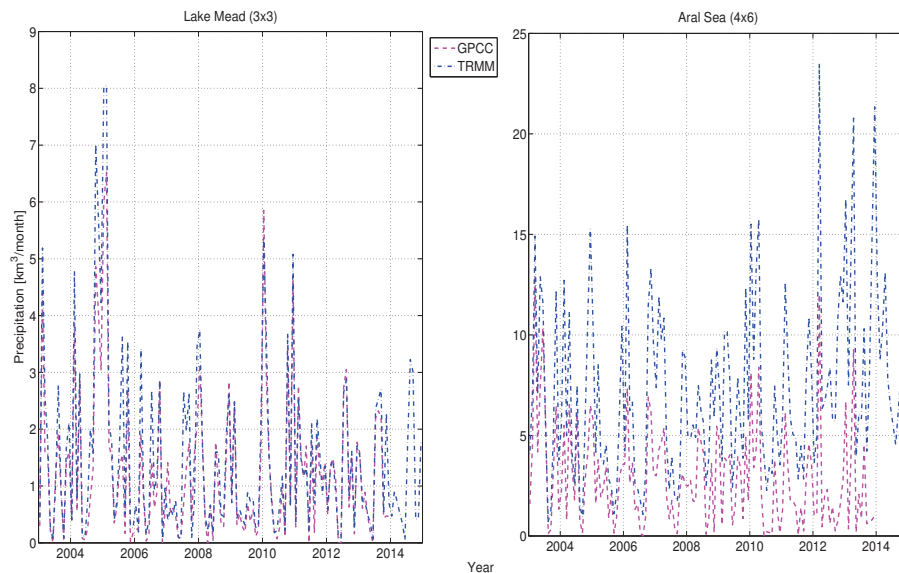 Lake Mead (3x3)
Aral Sea (4x6)
GPCC
TRMM
Precipitation [km³/month]
9
8
7
6
5
4
3
2
1
0
2004 2006 2008 2010 2012 2014
25
20
15
10
5
0
2004 2006 2008 2010 2012 2014
Year